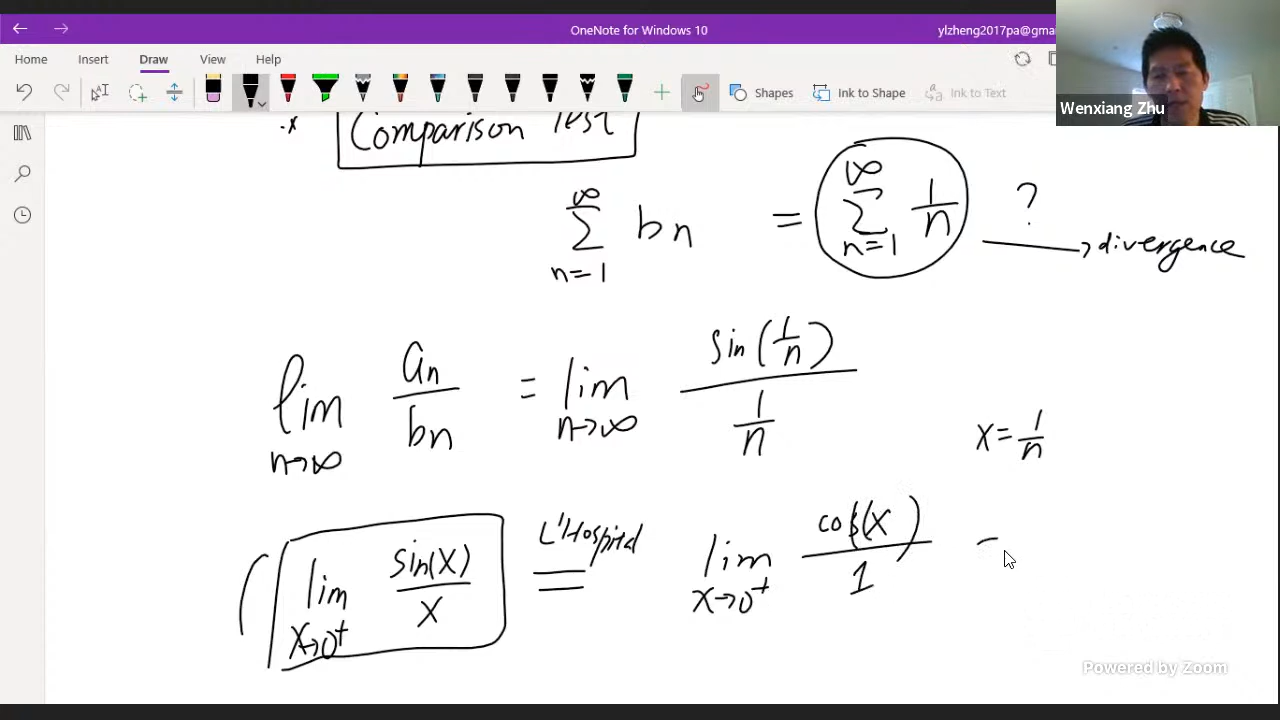 OneNote for Windows 10
ylzheng2017pa@gma
Home Insert Draw View Help
Shapes Ink to Shape Ink to Text
Wenxiang Zhu
Comparison Test
∞ ∑ n=1 bn = ∞ ∑ n=1 1/n ? → divergence
lim n→∞ an/bn = lim n→∞ sin(1/n) / (1/n)
x = 1/n
( lim x→0+ sin(x)/x L'Hospital = lim x→0+ cos(x)/1 =
Powered by Zoom